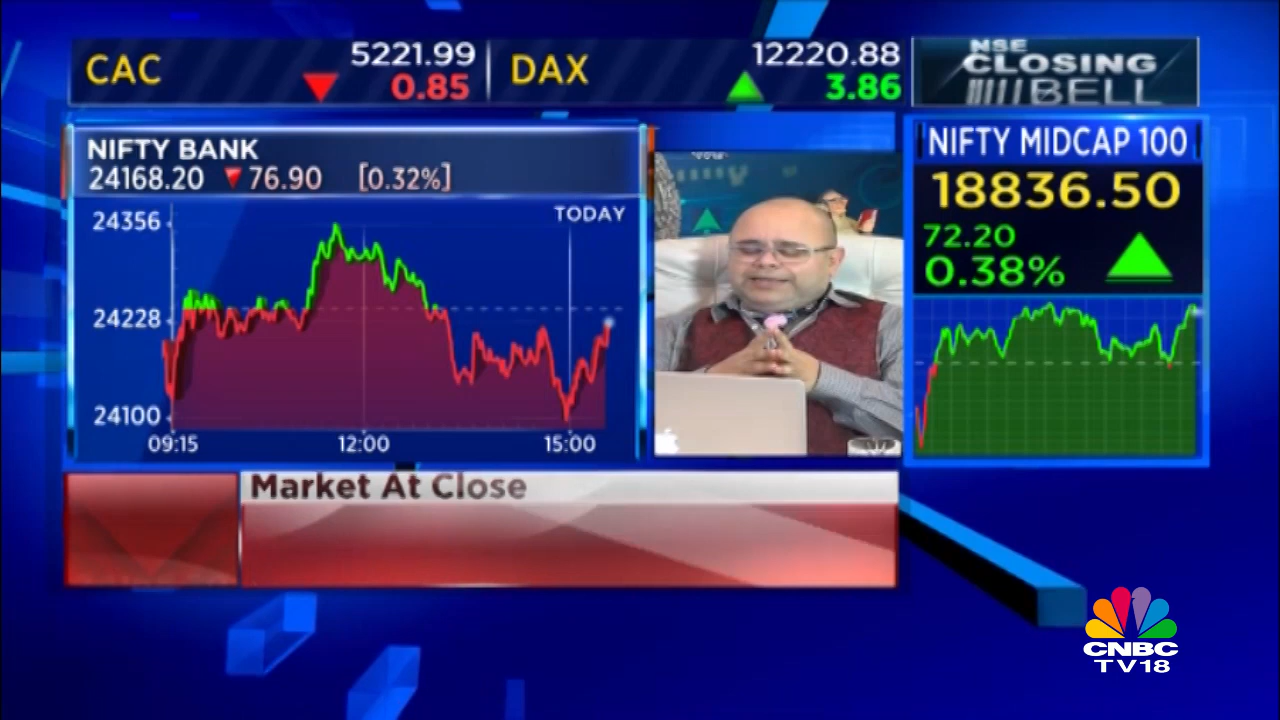 CAC
5221.99
0.85
DAX
12220.88
3.86
NSE
CLOSING
BELL
NIFTY BANK
24168.20 ▼ 76.90 [0.32%]
TODAY
24356
24228
24100
09:15
12:00
15:00
NIFTY MIDCAP 100
18836.50
72.20
0.38%
Market At Close
CNBC
TV18